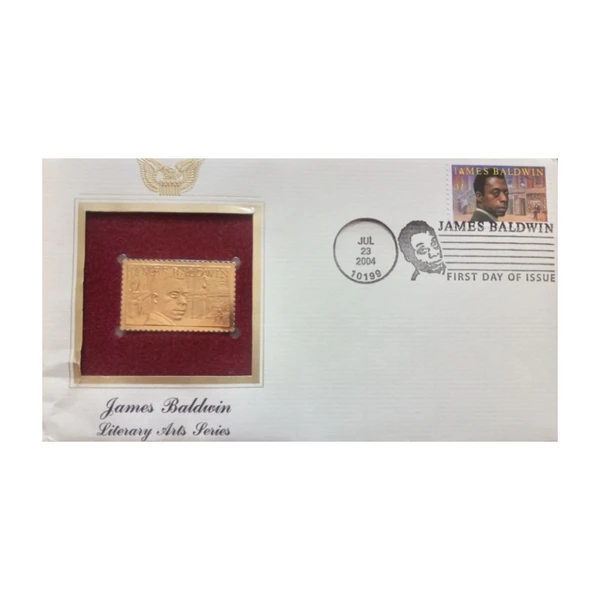 JAMES BALDWIN
JUL
23
2004
10199
JAMES BALDWIN
FIRST DAY OF ISSUE
James Baldwin
Literary Arts Series